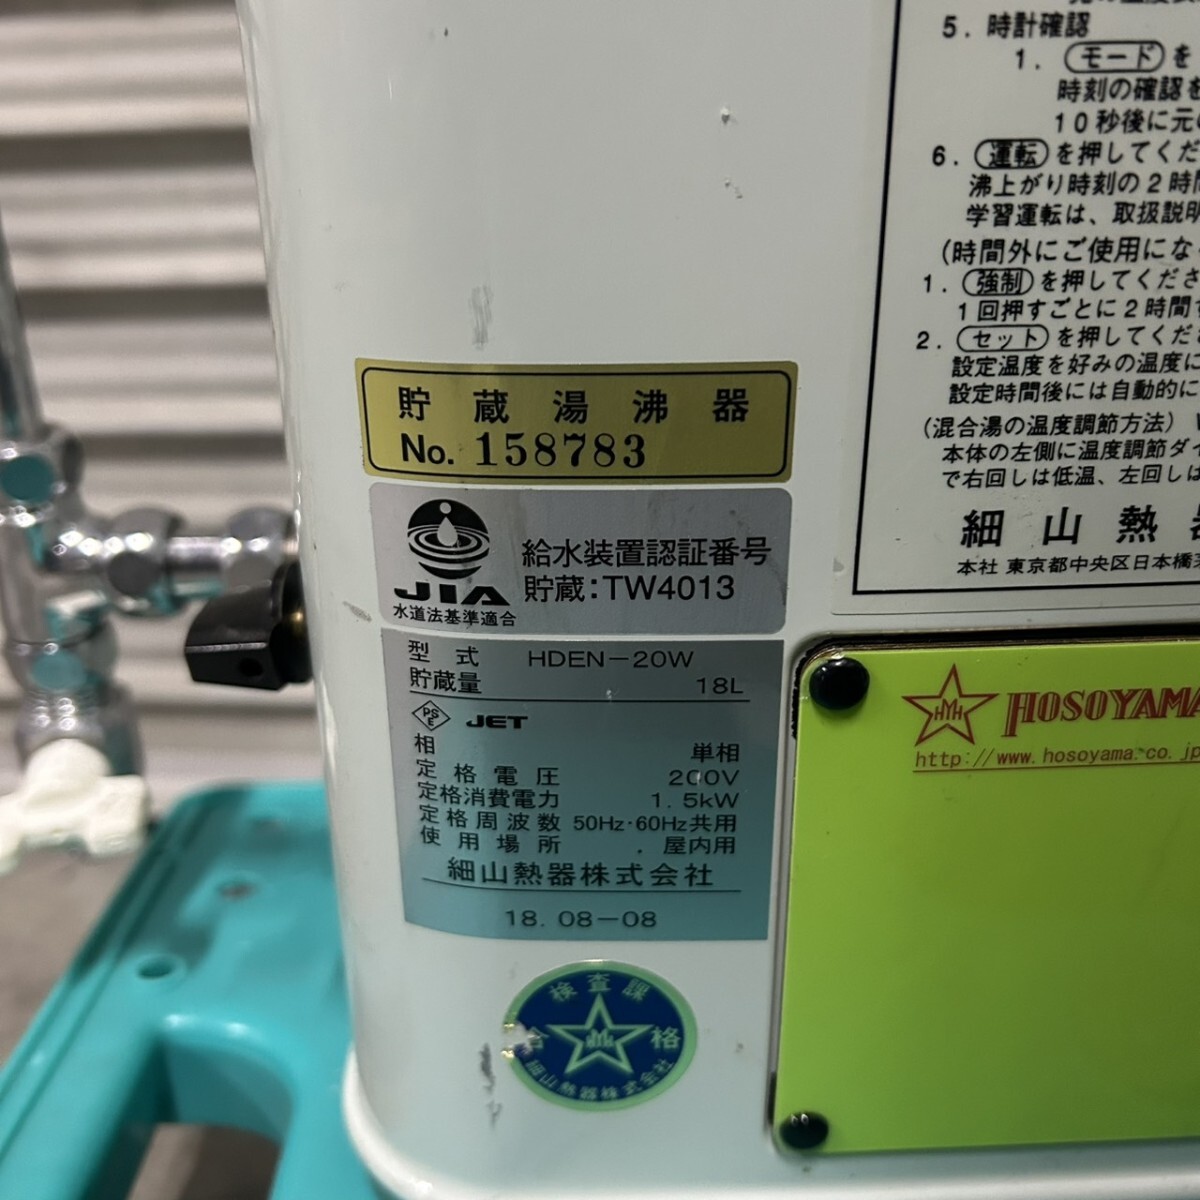 5. 時計確認
1. モード を
時刻の確認を
10秒後に元の
6. 運転 を押してくだ
沸上がり時刻の2時間
学習運転は、取扱説明
(時間外にご使用にな
1. 強制 を押してくださ
1回押すごとに2時間
2. セット を押してくださ
設定温度を好みの温度に
設定時間後には自動的に
(混合湯の温度調節方法)
本体の左側に温度調節ダイ
で右回しは低温、左回しは
細山熱器
本社 東京都中央区日本橋
貯蔵湯沸器
No. 158783
JIA
水道法基準適合
給水装置認証番号
貯蔵:TW4013
型式 HDEN-20W
貯蔵量 18L
PSE JET
相 単相
定格電圧 200V
定格消費電力 1.5kW
定格周波数 50Hz・60Hz共用
使用場所 . 屋内用
細山熱器株式会社
18.08-08
HYH HOSOYAMA
http://www.hosoyama.co.jp
検査課
合格
HYH
細山熱器株式会社